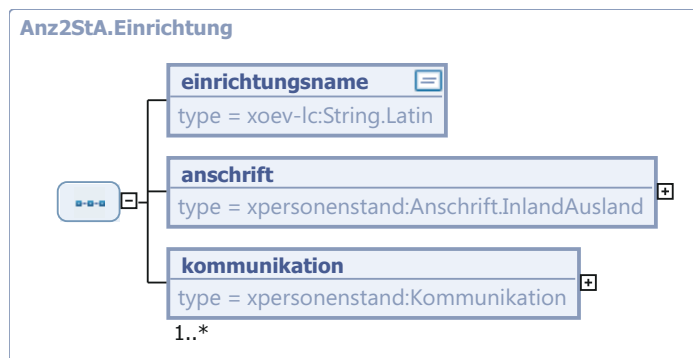 Anz2StA.Einrichtung
einrichtungsname
type = xoev-lc:String.Latin
anschrift
type = xpersonenstand:Anschrift.InlandAusland
kommunikation
type = xpersonenstand:Kommunikation
1..*